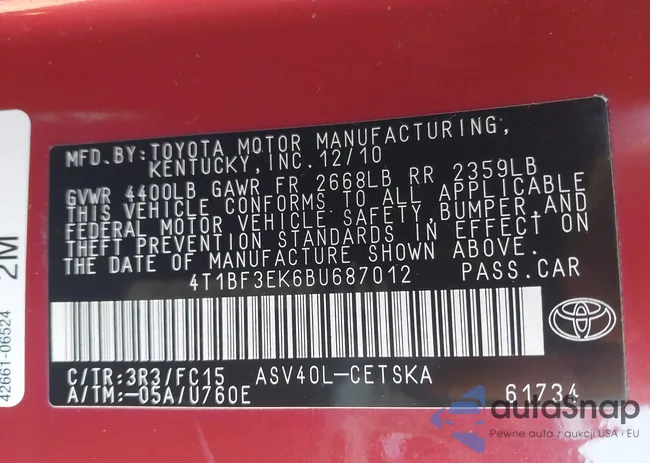 MFD.BY:TOYOTA MOTOR MANUFACTURING,
KENTUCKY,INC.12/10
GVWR 4400LB GAWR FR 2668LB RR 2359LB
THIS VEHICLE CONFORMS TO ALL APPLICABLE
FEDERAL MOTOR VEHICLE SAFETY,BUMPER,AND
THEFT PREVENTION STANDARDS IN EFFECT ON
THE DATE OF MANUFACTURE SHOWN ABOVE.
4T1BF3EK6BU687012 PASS.CAR
C/TR:3R3/FC15 ASV40L-CETSKA
A/TM:-05A/U760E 61734
2M
42661-06524
autoSnap
Pewne auta z aukcji USA i EU